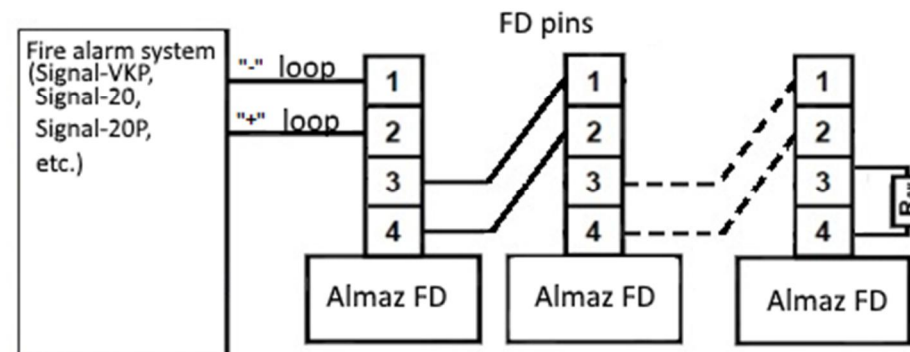 FD pins
Fire alarm system
(Signal-VKP,
Signal-20,
Signal-20P,
etc.)
"-" loop
"+" loop
1
2
3
4
1
2
3
4
1
2
3
4
Almaz FD
Almaz FD
Almaz FD